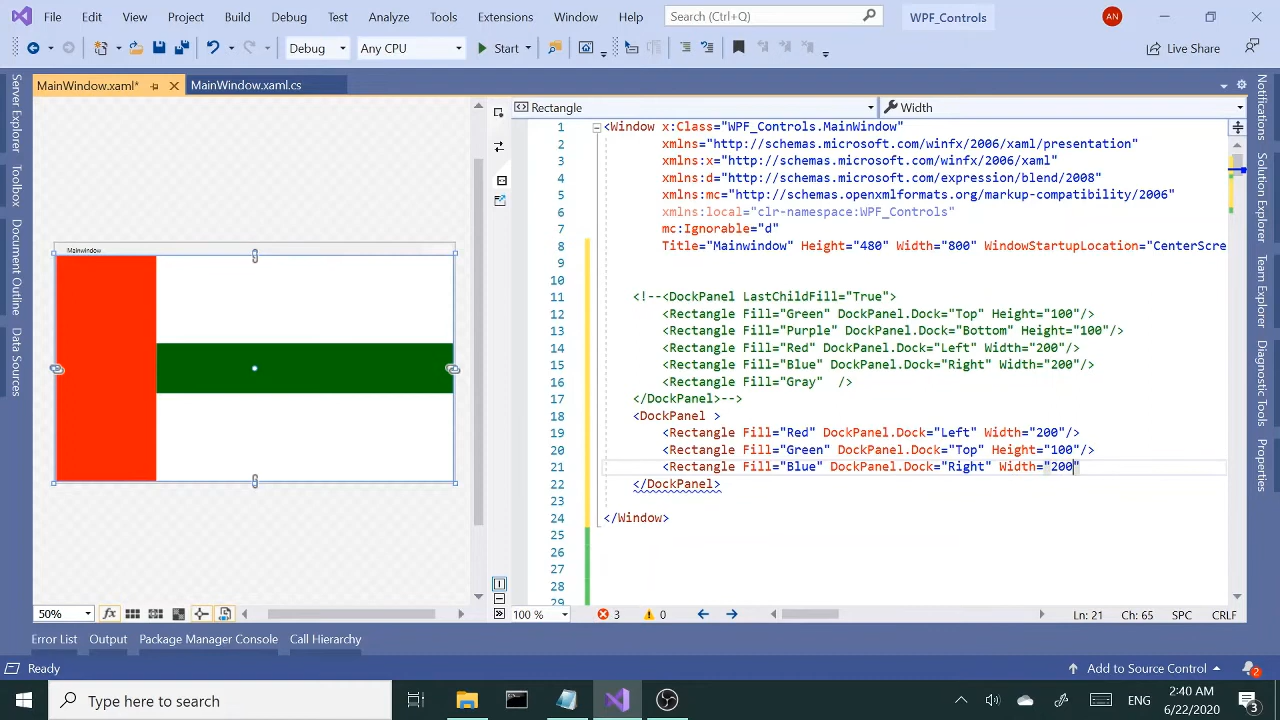 File Edit View Project Build Debug Test Analyze Tools Extensions Window Help Search (Ctrl+Q) WPF_Controls AN
Debug Any CPU Start Live Share
MainWindow.xaml* MainWindow.xaml.cs
Rectangle Width
Server Explorer
Toolbox
Document Outline
Data Sources
MainWindow
1 <Window x:Class="WPF_Controls.MainWindow"
2 xmlns="http://schemas.microsoft.com/winfx/2006/xaml/presentation"
3 xmlns:x="http://schemas.microsoft.com/winfx/2006/xaml"
4 xmlns:d="http://schemas.microsoft.com/expression/blend/2008"
5 xmlns:mc="http://schemas.openxmlformats.org/markup-compatibility/2006"
6 xmlns:local="clr-namespace:WPF_Controls"
7 mc:Ignorable="d"
8 Title="Mainwindow" Height="480" Width="800" WindowStartupLocation="CenterScre
9
10
11 <!--<DockPanel LastChildFill="True">
12 <Rectangle Fill="Green" DockPanel.Dock="Top" Height="100"/>
13 <Rectangle Fill="Purple" DockPanel.Dock="Bottom" Height="100"/>
14 <Rectangle Fill="Red" DockPanel.Dock="Left" Width="200"/>
15 <Rectangle Fill="Blue" DockPanel.Dock="Right" Width="200"/>
16 <Rectangle Fill="Gray" />
17 </DockPanel>-->
18 <DockPanel >
19 <Rectangle Fill="Red" DockPanel.Dock="Left" Width="200"/>
20 <Rectangle Fill="Green" DockPanel.Dock="Top" Height="100"/>
21 <Rectangle Fill="Blue" DockPanel.Dock="Right" Width="200"
22 </DockPanel>
23
24 </Window>
25
26
27
28
29
Notifications
Solution Explorer
Team Explorer
Diagnostic Tools
Properties
50% fx 100 % 3 0 Ln: 21 Ch: 65 SPC CRLF
Error List Output Package Manager Console Call Hierarchy
Ready Add to Source Control 2
Type here to search ENG 2:40 AM
6/22/2020 3